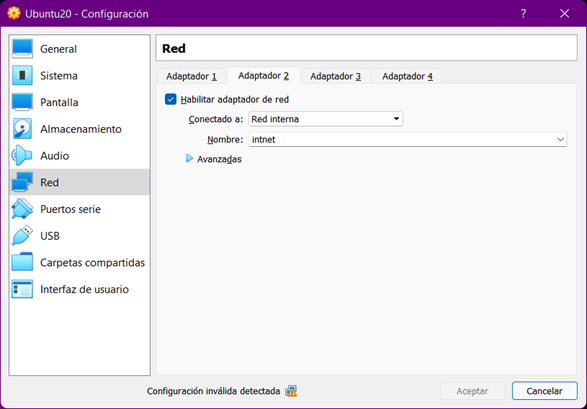 Ubuntu20 - Configuración
?
General
Sistema
Pantalla
Almacenamiento
Audio
Red
Puertos serie
USB
Carpetas compartidas
Interfaz de usuario
Red
Adaptador 1 Adaptador 2 Adaptador 3 Adaptador 4
Habilitar adaptador de red
Conectado a: Red interna
Nombre: intnet
Avanzadas
Configuración inválida detectada
Aceptar Cancelar